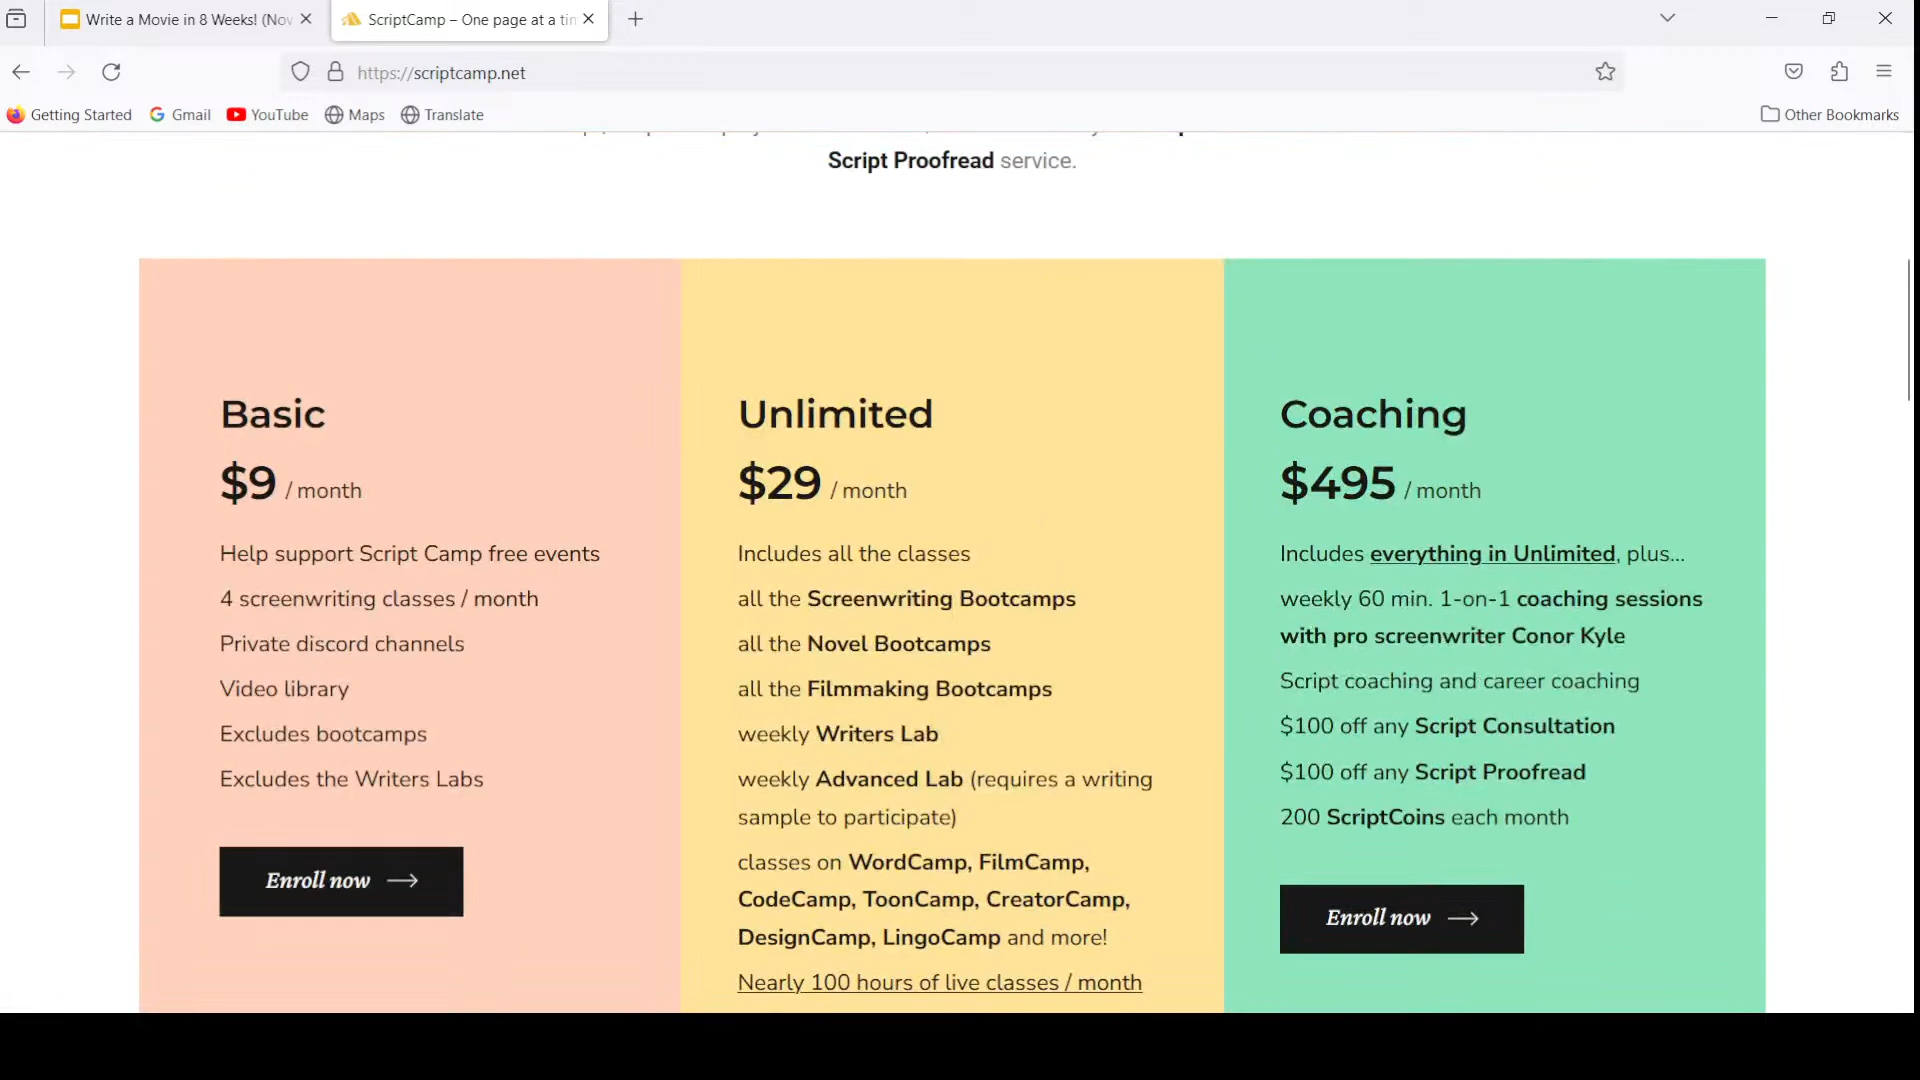 Write a Movie in 8 Weeks! (Nov
ScriptCamp – One page at a tim
https://scriptcamp.net
Getting Started
Gmail
YouTube
Maps
Translate
Other Bookmarks
Script Proofread service.
Basic
$9 / month
Help support Script Camp free events
4 screenwriting classes / month
Private discord channels
Video library
Excludes bootcamps
Excludes the Writers Labs
Enroll now
Unlimited
$29 / month
Includes all the classes
all the Screenwriting Bootcamps
all the Novel Bootcamps
all the Filmmaking Bootcamps
weekly Writers Lab
weekly Advanced Lab (requires a writing
sample to participate)
classes on WordCamp, FilmCamp,
CodeCamp, ToonCamp, CreatorCamp,
DesignCamp, LingoCamp and more!
Nearly 100 hours of live classes / month
Coaching
$495 / month
Includes everything in Unlimited, plus...
weekly 60 min. 1-on-1 coaching sessions
with pro screenwriter Conor Kyle
Script coaching and career coaching
$100 off any Script Consultation
$100 off any Script Proofread
200 ScriptCoins each month
Enroll now